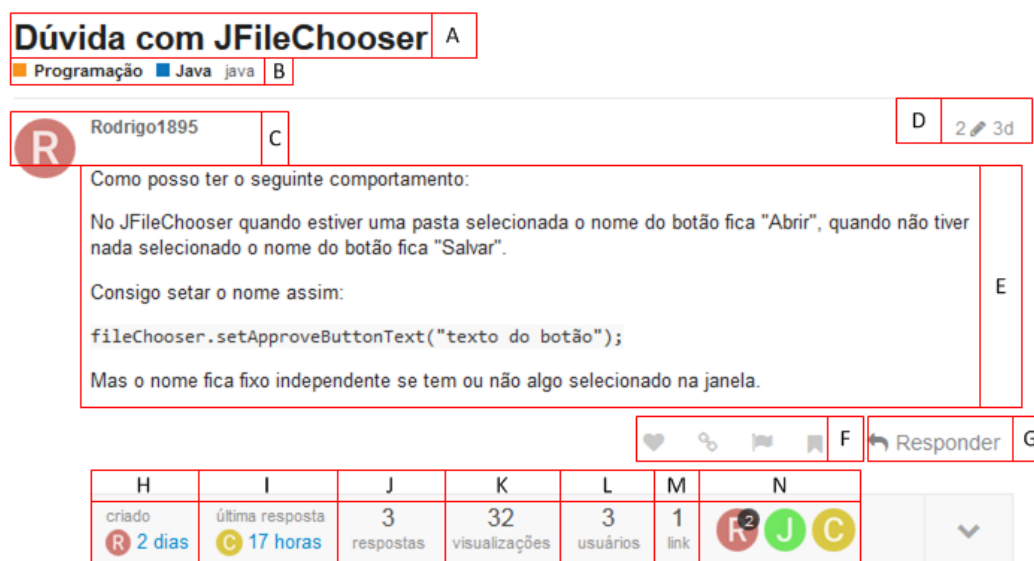 Dúvida com JFileChooser A
Programação Java java B
R Rodrigo1895 C D 2 3d
Como posso ter o seguinte comportamento:
No JFileChooser quando estiver uma pasta selecionada o nome do botão fica "Abrir", quando não tiver
nada selecionado o nome do botão fica "Salvar".
Consigo setar o nome assim: E
fileChooser.setApproveButtonText("texto do botão");
Mas o nome fica fixo independente se tem ou não algo selecionado na janela.
F Responder G
H I J K L M N
criado última resposta 3 32 3 1 R 2 J C
R 2 dias C 17 horas respostas visualizações usuários link